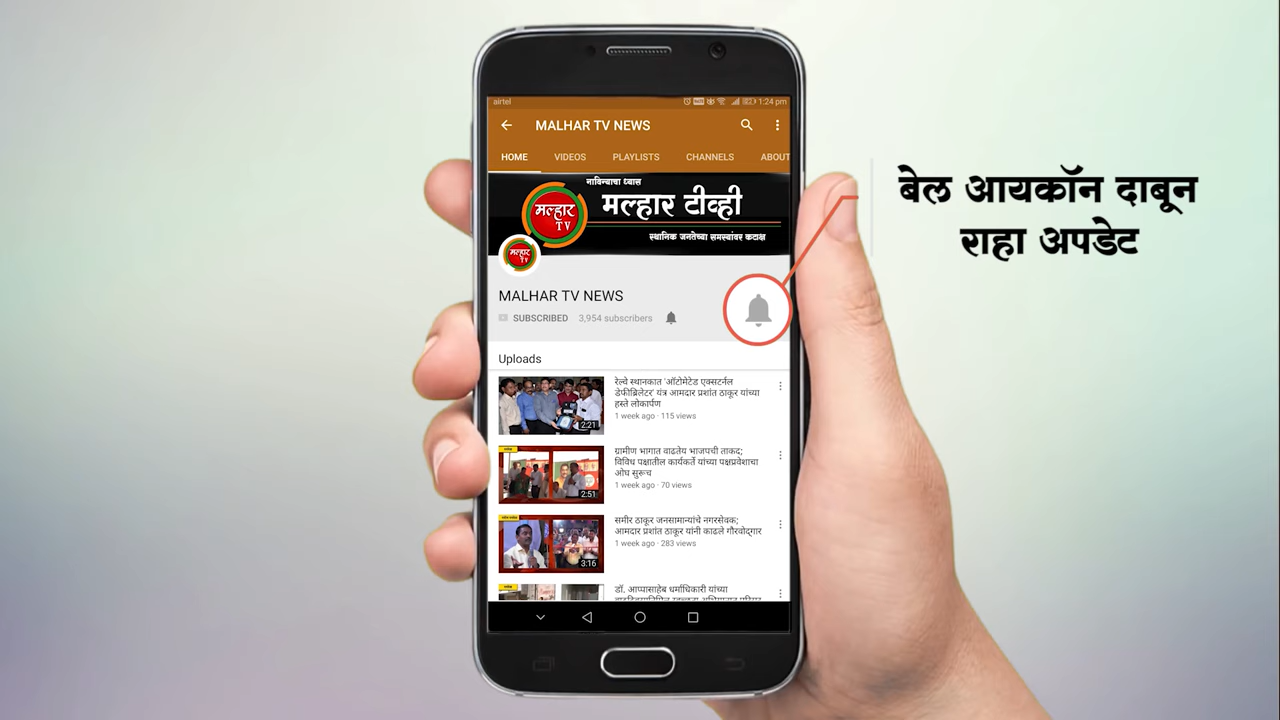 airtel 1:24 pm
MALHAR TV NEWS
HOME VIDEOS PLAYLISTS CHANNELS ABOUT
नाविन्याचा ध्यास
मल्हार टीव्ही
स्थानिक जनतेच्या समस्यांवर कटाक्ष
मल्हार
TV
मल्हार
TV
बेल आयकॉन दाबून
राहा अपडेट
MALHAR TV NEWS
SUBSCRIBED 3,954 subscribers
Uploads
रेल्वे स्थानकात 'ऑटोमेटेड एक्सटर्नल
डेफीब्रिलेटर' यंत्र आमदार प्रशांत ठाकूर यांच्या
हस्ते लोकार्पण
1 week ago · 115 views
2:21
ग्रामीण भागात वाढतेय भाजपची ताकद;
विविध पक्षातील कार्यकर्ते यांच्या पक्षप्रवेशाचा
ओघ सुरूच
1 week ago · 70 views
2:51
समीर ठाकूर जनसामान्यांचे नगरसेवक;
आमदार प्रशांत ठाकूर यांनी काढले गौरवोद्गार
1 week ago · 283 views
3:16
डॉ. आप्पासाहेब धर्माधिकारी यांच्या